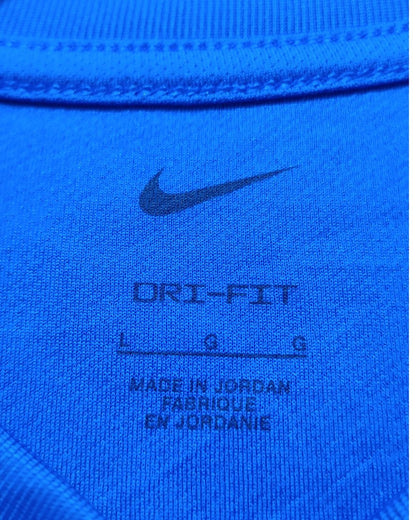 DRI-FIT
L G G
MADE IN JORDAN
FABRIQUE
EN JORDANIE